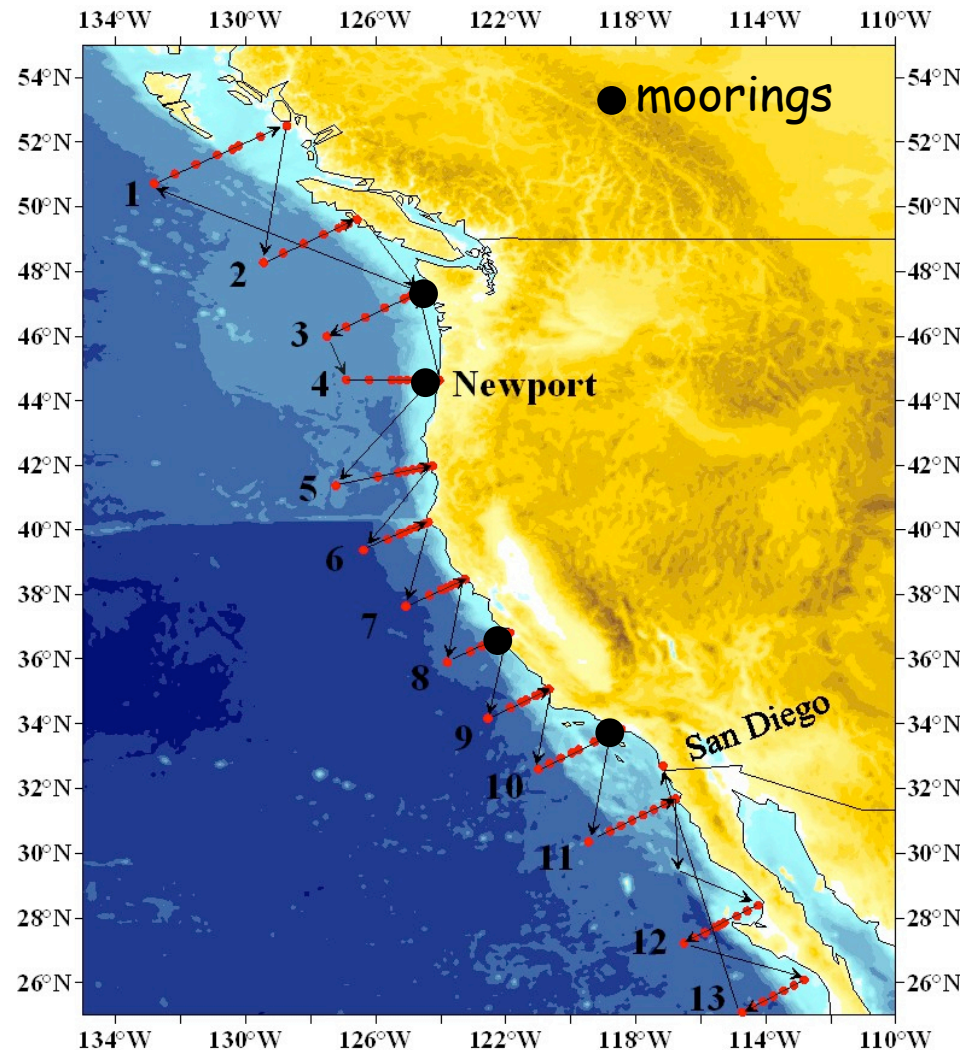 134°W 130°W 126°W 122°W 118°W 114°W 110°W
54°N 54°N
moorings
52°N 52°N
1
50°N 50°N
2
48°N 48°N
3
46°N 46°N
4 Newport
44°N 44°N
42°N 42°N
5
40°N 40°N
6
38°N 38°N
7
36°N 36°N
8
San Diego
34°N 34°N
9
10
32°N 32°N
11
30°N 30°N
28°N 28°N
12
26°N 26°N
13
134°W 130°W 126°W 122°W 118°W 114°W 110°W